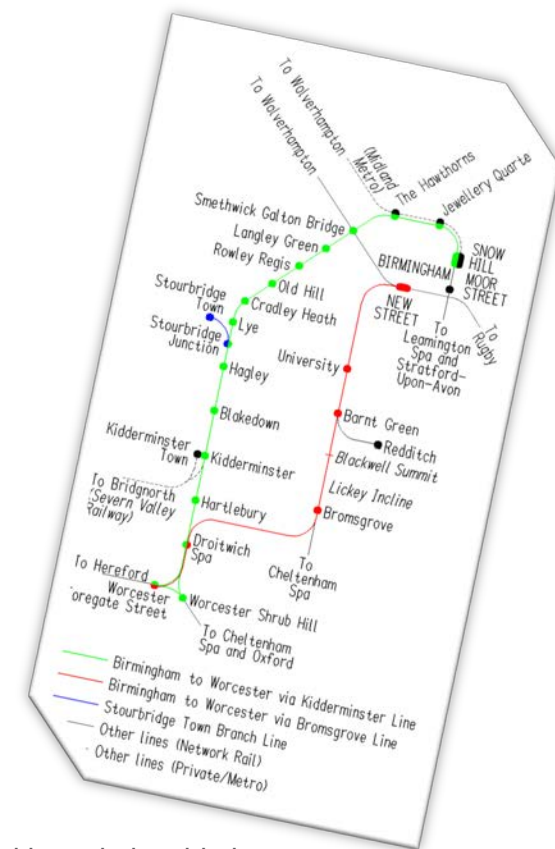 To Wolverhampton
(Midland
Metro)
To Wolverhampton
The Hawthorns
Jewellery Quarte
Smethwick Galton Bridge
Langley Green
Rowley Regis
Old Hill
Cradley Heath
Stourbridge
Town
Lye
Stourbridge
Junction
Hagley
Blakedown
Kidderminster
Town
Kidderminster
To Bridgnorth
(Severn Valley
Railway)
Hartlebury
Droitwich
Spa
To Hereford
Worcester
oregate Street
Worcester Shrub Hill
To Cheltenham
Spa and Oxford
SNOW
HILL
BIRMINGHAM
MOOR
STREET
NEW
STREET
To
Leamington
Spa and
Stratford-
Upon-Avon
To
Rugby
University
Barnt Green
Redditch
Blackwell Summit
Lickey Incline
Bromsgrove
To
Cheltenham
Spa
Birmingham to Worcester via Kidderminster Line
Birmingham to Worcester via Bromsgrove Line
Stourbridge Town Branch Line
Other lines (Network Rail)
Other lines (Private/Metro)